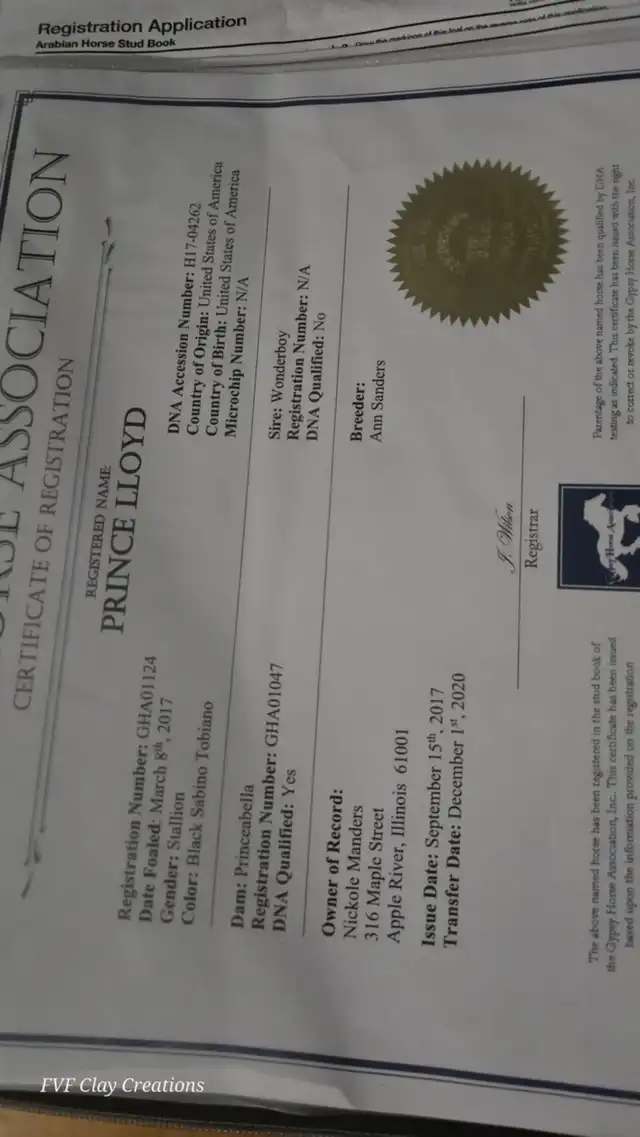 Registration Application
Arabian Horse Stud Book
ASSOCIATION
CERTIFICATE OF REGISTRATION
REGISTERED NAME:
PRINCE LLOYD
Registration Number: GHA01124
Date Foaled: March 8th, 2017
Gender: Stallion
Color: Black Sabino Tobiano
DNA Accession Number: H17-04262
Country of Origin: United States of America
Country of Birth: United States of America
Microchip Number: N/A
Dam: Princeabella
Registration Number: GHA01047
DNA Qualified: Yes
Sire: Wonderboy
Registration Number: N/A
DNA Qualified: No
Owner of Record:
Nickole Manders
316 Maple Street
Apple River, Illinois 61001
Breeder:
Ann Sanders
Issue Date: September 15th, 2017
Transfer Date: December 1st, 2020
J. Wilson
Registrar
The above named horse has been registered in the stud book of
the Gypsy Horse Association, Inc.. This certificate has been issued
based upon the information provided on the registration
Parentage of the above named horse has been qualified by DNA
testing as indicated. This certificate has been issued with the right
to correct or revoke by the Gypsy Horse Association, Inc.
FVF Clay Creations